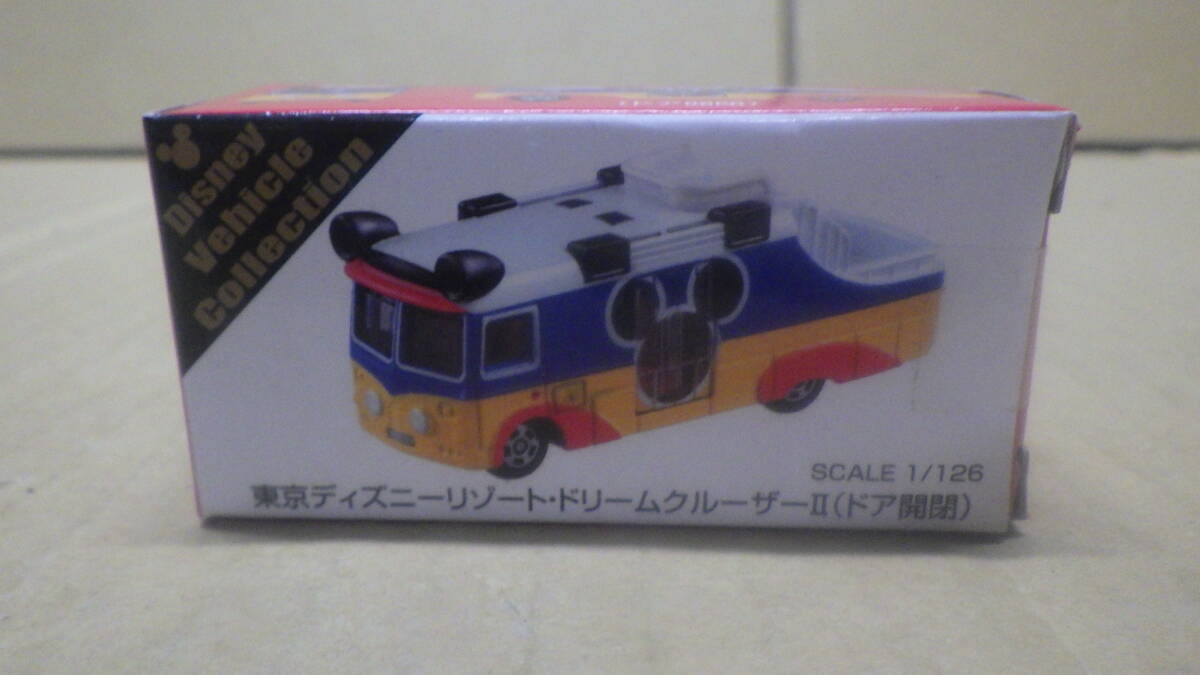 Disney
Vehicle
Collection
SCALE 1/126
東京ディズニーリゾート・ドリームクルーザーⅡ(ドア開閉)